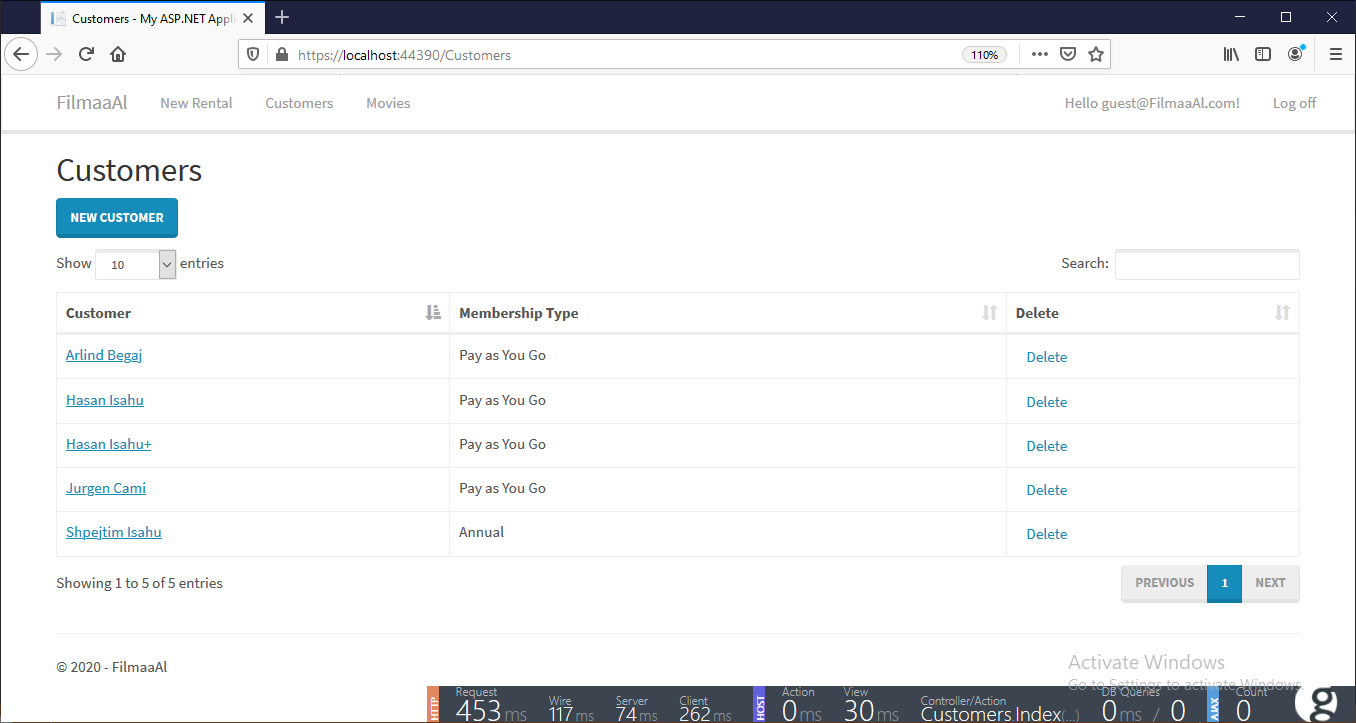 Customers - My ASP.NET Appli
https://localhost:44390/Customers 110%
FilmaaAl New Rental Customers Movies Hello guest@FilmaaAl.com! Log off
Customers
NEW CUSTOMER
Show 10 entries Search:
Customer Membership Type Delete
Arlind Begaj Pay as You Go Delete
Hasan Isahu Pay as You Go Delete
Hasan Isahu+ Pay as You Go Delete
Jurgen Cami Pay as You Go Delete
Shpejtim Isahu Annual Delete
Showing 1 to 5 of 5 entries PREVIOUS 1 NEXT
© 2020 - FilmaaAl
Activate Windows
Go to Settings to activate Windows.
HTTP Request 453 ms Wire 117 ms Server 74 ms Client 262 ms HOST Action 0 ms View 30 ms Controller/Action Customers.Index(...) DB Queries 0 ms / 0 AJAX Count 0 g